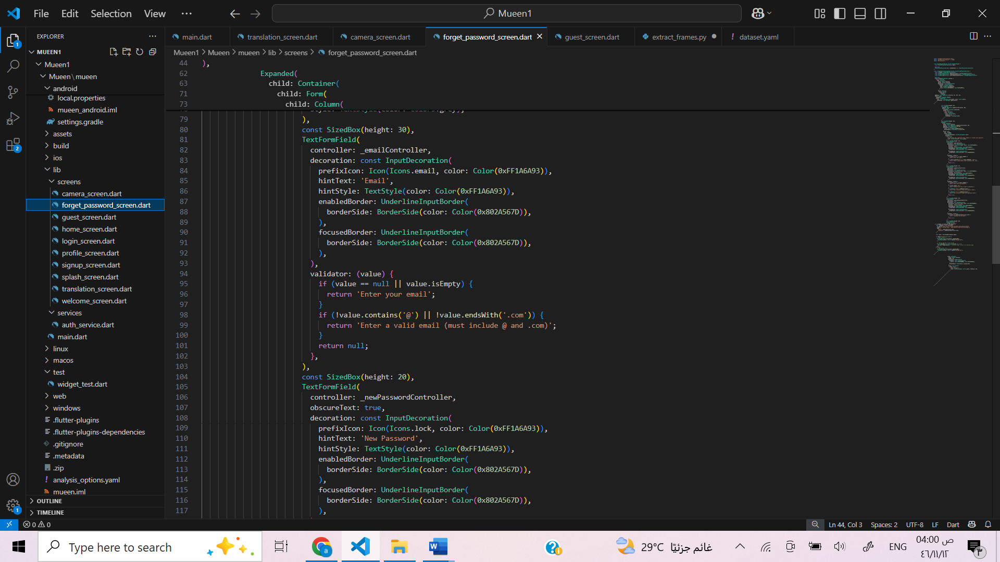 File Edit Selection View ···
Mueen1
EXPLORER
MUEEN1
Mueen1
Mueen\mueen
android
local.properties
mueen_android.iml
settings.gradle
assets
build
ios
lib
screens
camera_screen.dart
forget_password_screen.dart
guest_screen.dart
home_screen.dart
login_screen.dart
profile_screen.dart
signup_screen.dart
splash_screen.dart
translation_screen.dart
welcome_screen.dart
services
auth_service.dart
main.dart
linux
macos
test
widget_test.dart
web
windows
.flutter-plugins
.flutter-plugins-dependencies
.gitignore
.metadata
.zip
analysis_options.yaml
mueen.iml
OUTLINE
TIMELINE
main.dart translation_screen.dart camera_screen.dart forget_password_screen.dart guest_screen.dart extract_frames.py dataset.yaml
Mueen1 > Mueen > mueen > lib > screens > forget_password_screen.dart
44 ),
62 Expanded(
63 child: Container(
71 child: Form(
73 child: Column(
79 ),
80 const SizedBox(height: 30),
81 TextFormField(
82 controller: _emailController,
83 decoration: const InputDecoration(
84 prefixIcon: Icon(Icons.email, color: Color(0xFF1A6A93)),
85 hintText: 'Email',
86 hintStyle: TextStyle(color: Color(0xFF1A6A93)),
87 enabledBorder: UnderlineInputBorder(
88 borderSide: BorderSide(color: Color(0x802A567D)),
89 ),
90 focusedBorder: UnderlineInputBorder(
91 borderSide: BorderSide(color: Color(0x802A567D)),
92 ),
93 ),
94 validator: (value) {
95 if (value == null || value.isEmpty) {
96 return 'Enter your email';
97 }
98 if (!value.contains('@') || !value.endsWith('.com')) {
99 return 'Enter a valid email (must include @ and .com)';
100 }
101 return null;
102 },
103 ),
104 const SizedBox(height: 20),
105 TextFormField(
106 controller: _newPasswordController,
107 obscureText: true,
108 decoration: const InputDecoration(
109 prefixIcon: Icon(Icons.lock, color: Color(0xFF1A6A93)),
110 hintText: 'New Password',
111 hintStyle: TextStyle(color: Color(0xFF1A6A93)),
112 enabledBorder: UnderlineInputBorder(
113 borderSide: BorderSide(color: Color(0x802A567D)),
114 ),
115 focusedBorder: UnderlineInputBorder(
116 borderSide: BorderSide(color: Color(0x802A567D)),
117 ),
0 0 Ln 44, Col 3 Spaces: 2 UTF-8 LF Dart
Type here to search
29°C غائم جزئيًا
ENG
04:00 ص
٤٦/١١/١٢
٣